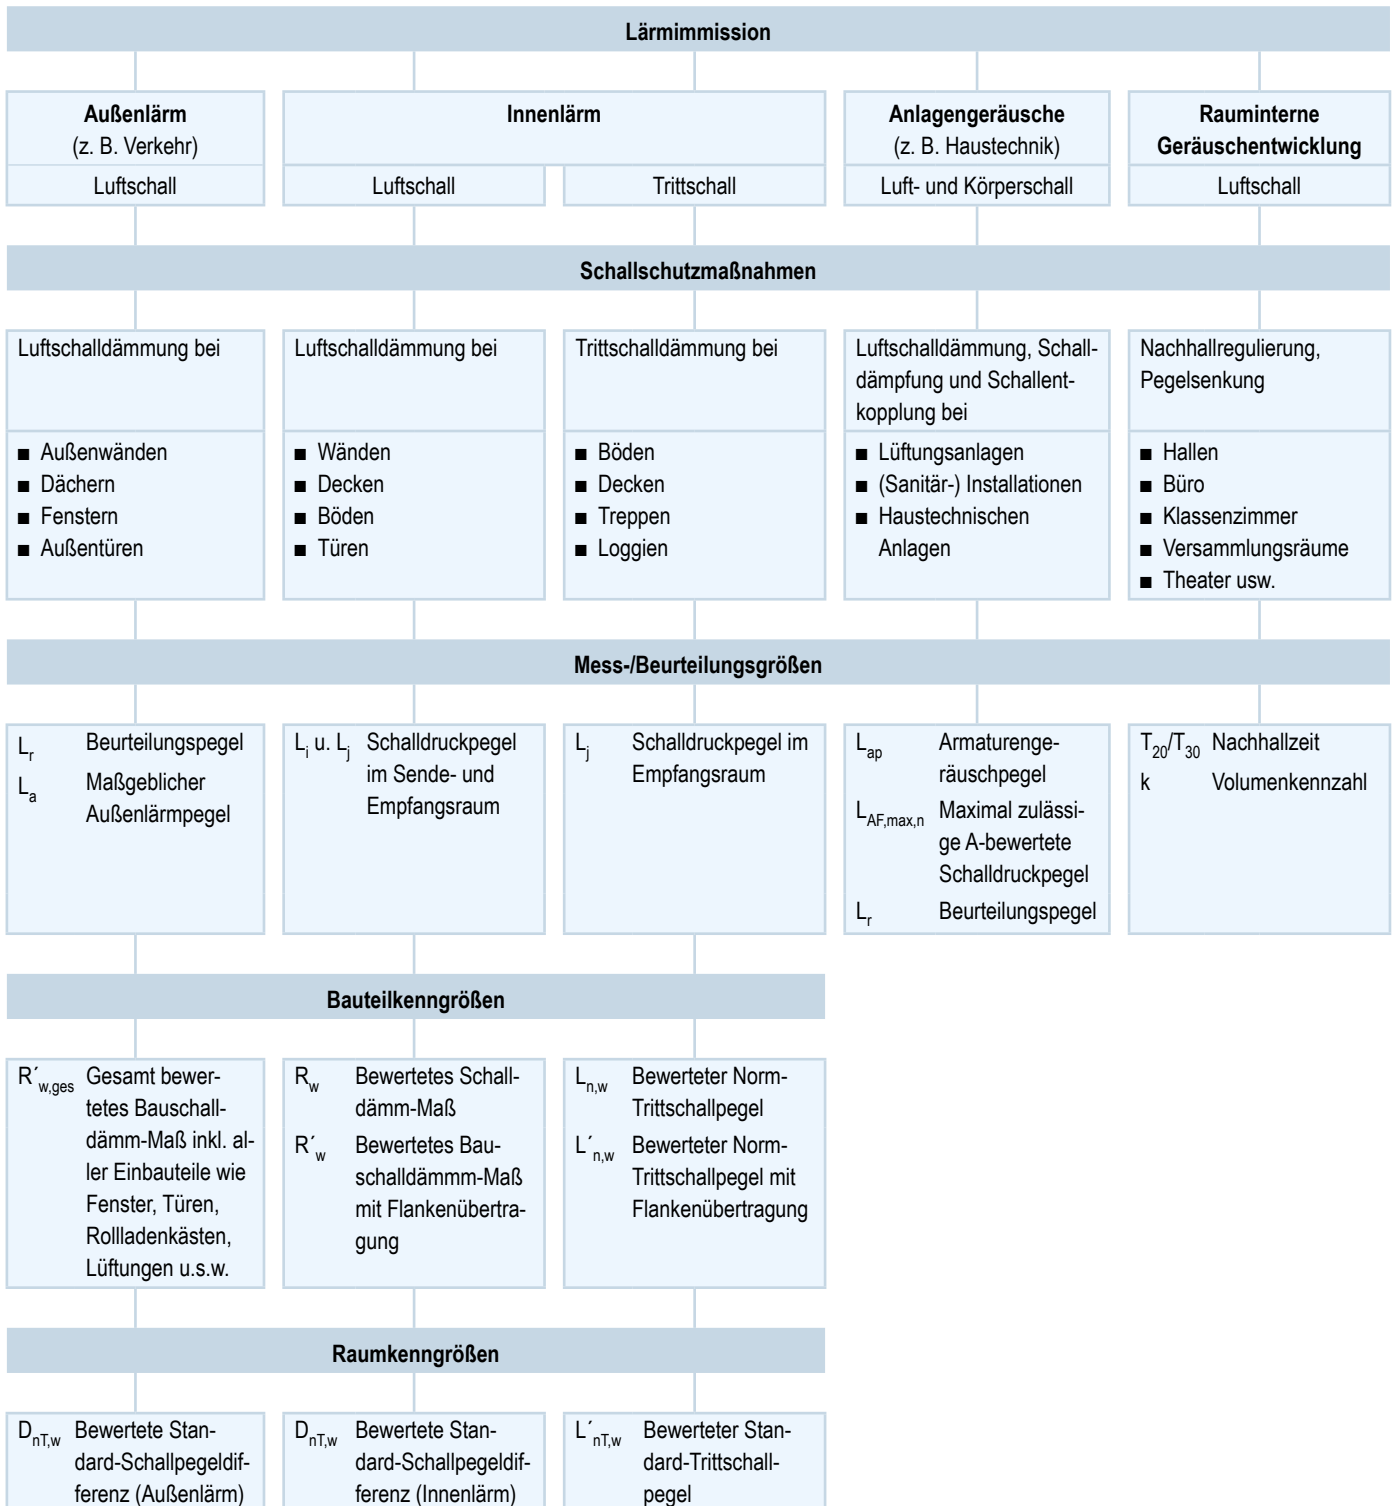 Lärmimmission
Außenlärm
(z. B. Verkehr)
Luftschall
Innenlärm
Luftschall
Trittschall
Anlagengeräusche
(z. B. Haustechnik)
Luft- und Körperschall
Rauminterne
Geräuschentwicklung
Luftschall
Schallschutzmaßnahmen
Luftschalldämmung bei
■ Außenwänden
■ Dächern
■ Fenstern
■ Außentüren
Luftschalldämmung bei
■ Wänden
■ Decken
■ Böden
■ Türen
Trittschalldämmung bei
■ Böden
■ Decken
■ Treppen
■ Loggien
Luftschalldämmung, Schall-
dämpfung und Schallent-
kopplung bei
■ Lüftungsanlagen
■ (Sanitär-) Installationen
■ Haustechnischen
Anlagen
Nachhallregulierung,
Pegelsenkung
■ Hallen
■ Büro
■ Klassenzimmer
■ Versammlungsräume
■ Theater usw.
Mess-/Beurteilungsgrößen
Lr Beurteilungspegel
La Maßgeblicher
Außenlärmpegel
Li u. Lj Schalldruckpegel
im Sende- und
Empfangsraum
Lj Schalldruckpegel im
Empfangsraum
Lap Armaturenge-
räuschpegel
LAF,max,n Maximal zulässi-
ge A-bewertete
Schalldruckpegel
Lr Beurteilungspegel
T20/T30 Nachhallzeit
k Volumenkennzahl
Bauteilkenngrößen
R´w,ges Gesamt bewer-
tetes Bauschall-
dämm-Maß inkl. al-
ler Einbauteile wie
Fenster, Türen,
Rollladenkästen,
Lüftungen u.s.w.
Rw Bewertetes Schall-
dämm-Maß
R´w Bewertetes Bau-
schalldämmm-Maß
mit Flankenübertra-
gung
Ln,w Bewerteter Norm-
Trittschallpegel
L´n,w Bewerteter Norm-
Trittschallpegel mit
Flankenübertragung
Raumkenngrößen
DnT,w Bewertete Stan-
dard-Schallpegeldif-
ferenz (Außenlärm)
DnT,w Bewertete Stan-
dard-Schallpegeldif-
ferenz (Innenlärm)
L´nT,w Bewerteter Stan-
dard-Trittschall-
pegel